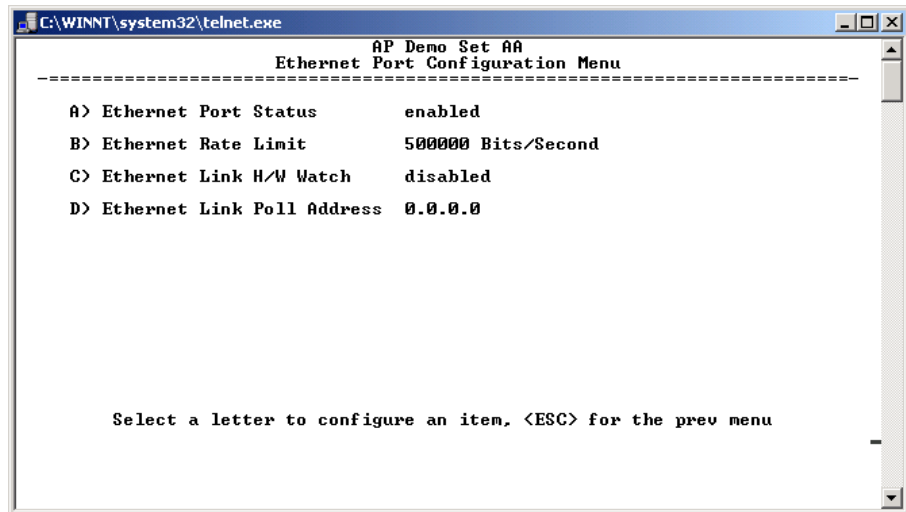 C:\WINNT\system32\telnet.exe
AP Demo Set AA
Ethernet Port Configuration Menu
-==========================================================================-
A) Ethernet Port Status enabled
B) Ethernet Rate Limit 500000 Bits/Second
C) Ethernet Link H/W Watch disabled
D) Ethernet Link Poll Address 0.0.0.0
Select a letter to configure an item, <ESC> for the prev menu